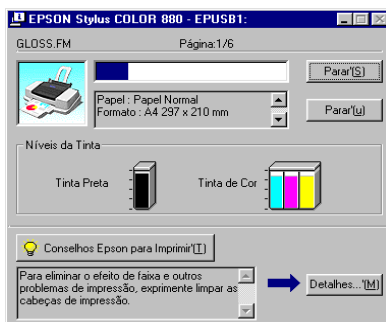 EPSON Stylus COLOR 880 - EPUSB1:
GLOSS.FM Página:1/6
Parar'(S)
Papel : Papel Normal
Formato : A4 297 x 210 mm
Parar'(u)
Níveis da Tinta
Tinta Preta Tinta de Cor
Conselhos Epson para Imprimir'(T)
Para eliminar o efeito de faixa e outros
problemas de impressão, exprimente limpar as
cabeças de impressão.
Detalhes...'(M)